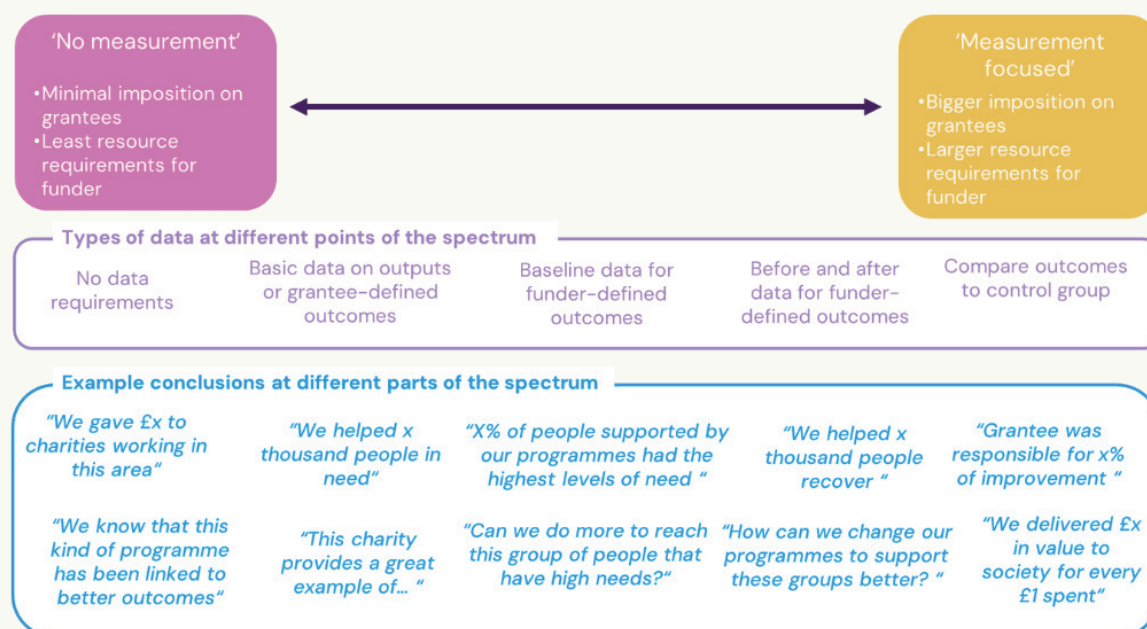 ‘No measurement’
•Minimal imposition on
grantees
•Least resource
requirements for
funder
‘Measurement
focused’
•Bigger imposition on
grantees
•Larger resource
requirements for
funder
Types of data at different points of the spectrum
No data
requirements
Basic data on outputs
or grantee-defined
outcomes
Baseline data for
funder-defined
outcomes
Before and after
data for funder-
defined outcomes
Compare outcomes
to control group
Example conclusions at different parts of the spectrum
“We gave £x to
charities working in
this area“
“We helped x
thousand people in
need“
“X% of people supported by
our programmes had the
highest levels of need “
“We helped x
thousand people
recover “
“Grantee was
responsible for x%
of improvement “
“We know that this
kind of programme
has been linked to
better outcomes“
“This charity
provides a great
example of... “
“Can we do more to reach
this group of people that
have high needs?“
“How can we change our
programmes to support
these groups better? “
“We delivered £x
in value to
society for every
£1 spent“